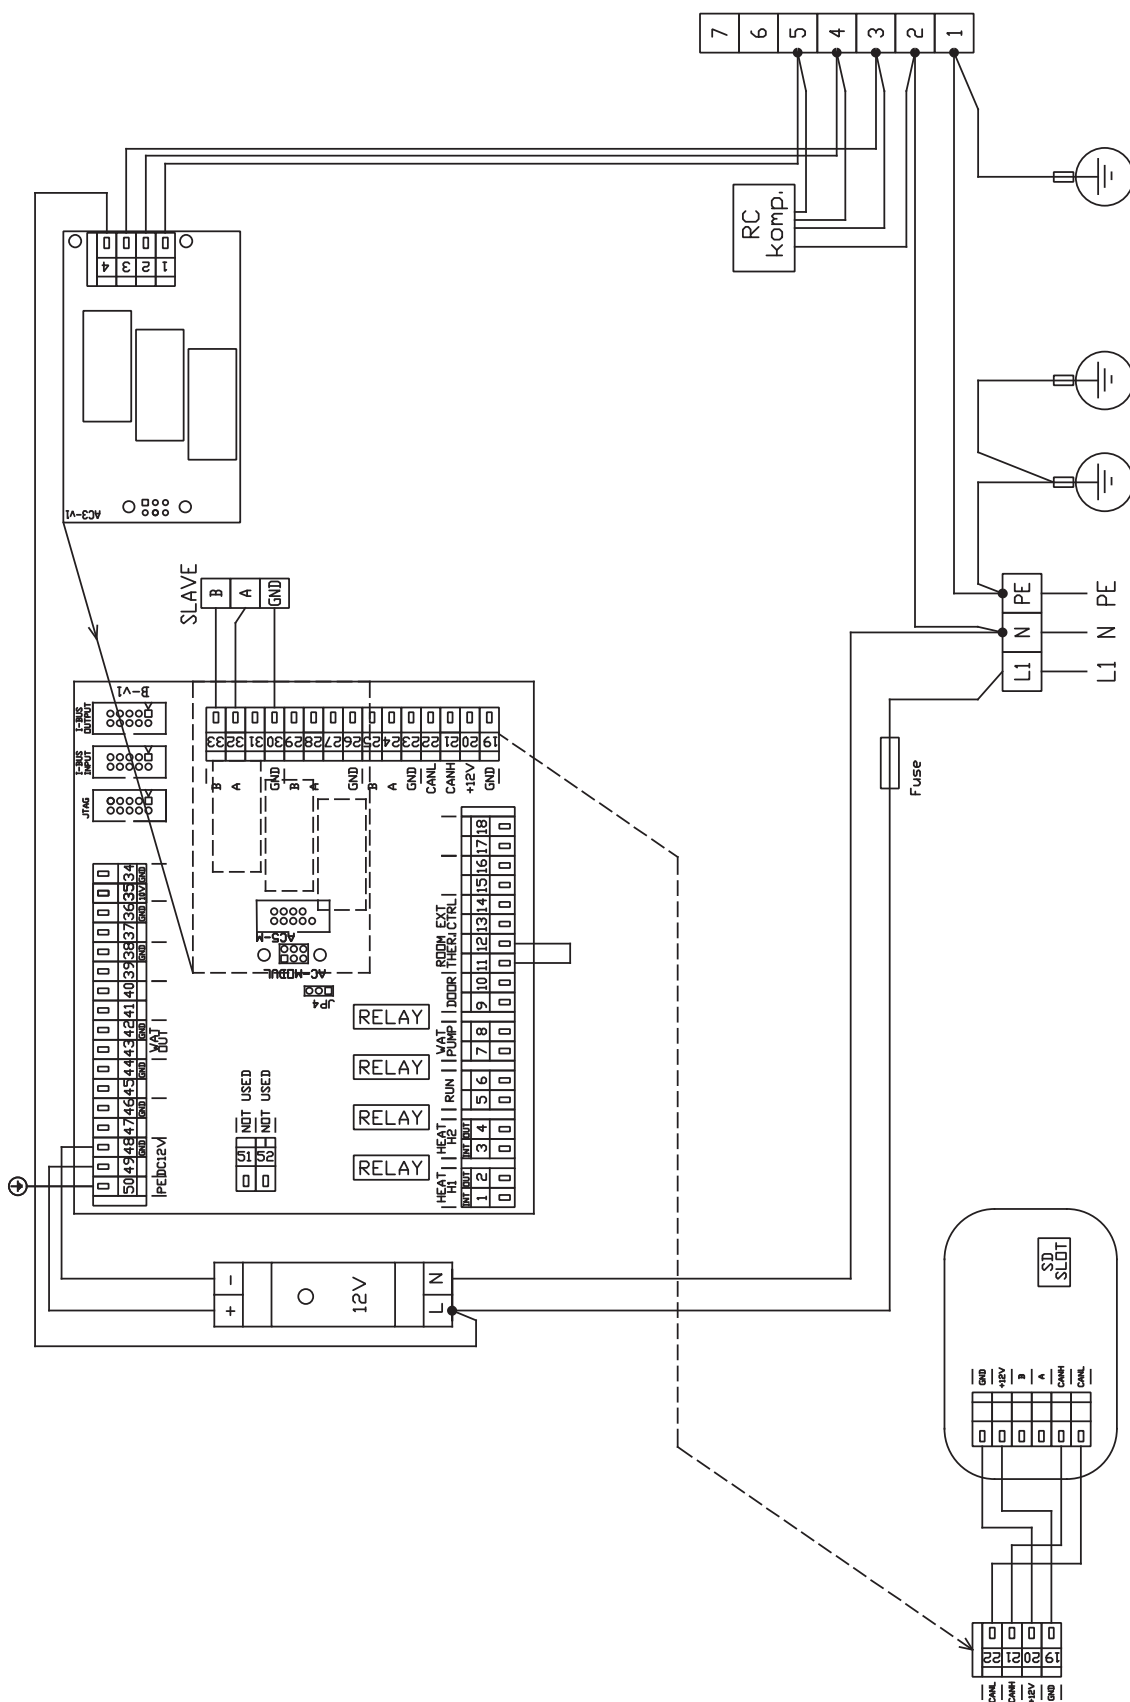 7 6 5 4 3 2 1
RC
komp.
4 3 2 1
AC3-v1
SLAVE
B A GND
PE N L1
PE
N
L1
Fuse
B-v1
I-BUS
OUTPUT
I-BUS
INPUT
JTAG
33 32 31 30 29 28 27 26 25 24 23 22 21 20 19
B A GND B A GND B A GND CANL CANH +12V GND
34 35 36 37 38 39 40 41 42 43 44 45 46 47 48 49 50
GND 10V GND GND GND GND GND GND
WAT
OUT
DC12V
PE
AC5-M
AC-MODUL
JP4
RELAY
RELAY
RELAY
RELAY
NOT USED
NOT USED
51 52
18 17 16 15 14 13 12 11 10 9 8 7 6 5 4 3 2 1
EXT
CTRL
ROOM
THER.
DOOR
WAT
PUMP
RUN
HEAT
H2
INT OUT
HEAT
H1
INT OUT
- +
12V
N L
SD
SLOT
GND +12V B A CANH CANL
22 21 20 19
CANL CANH +12V GND